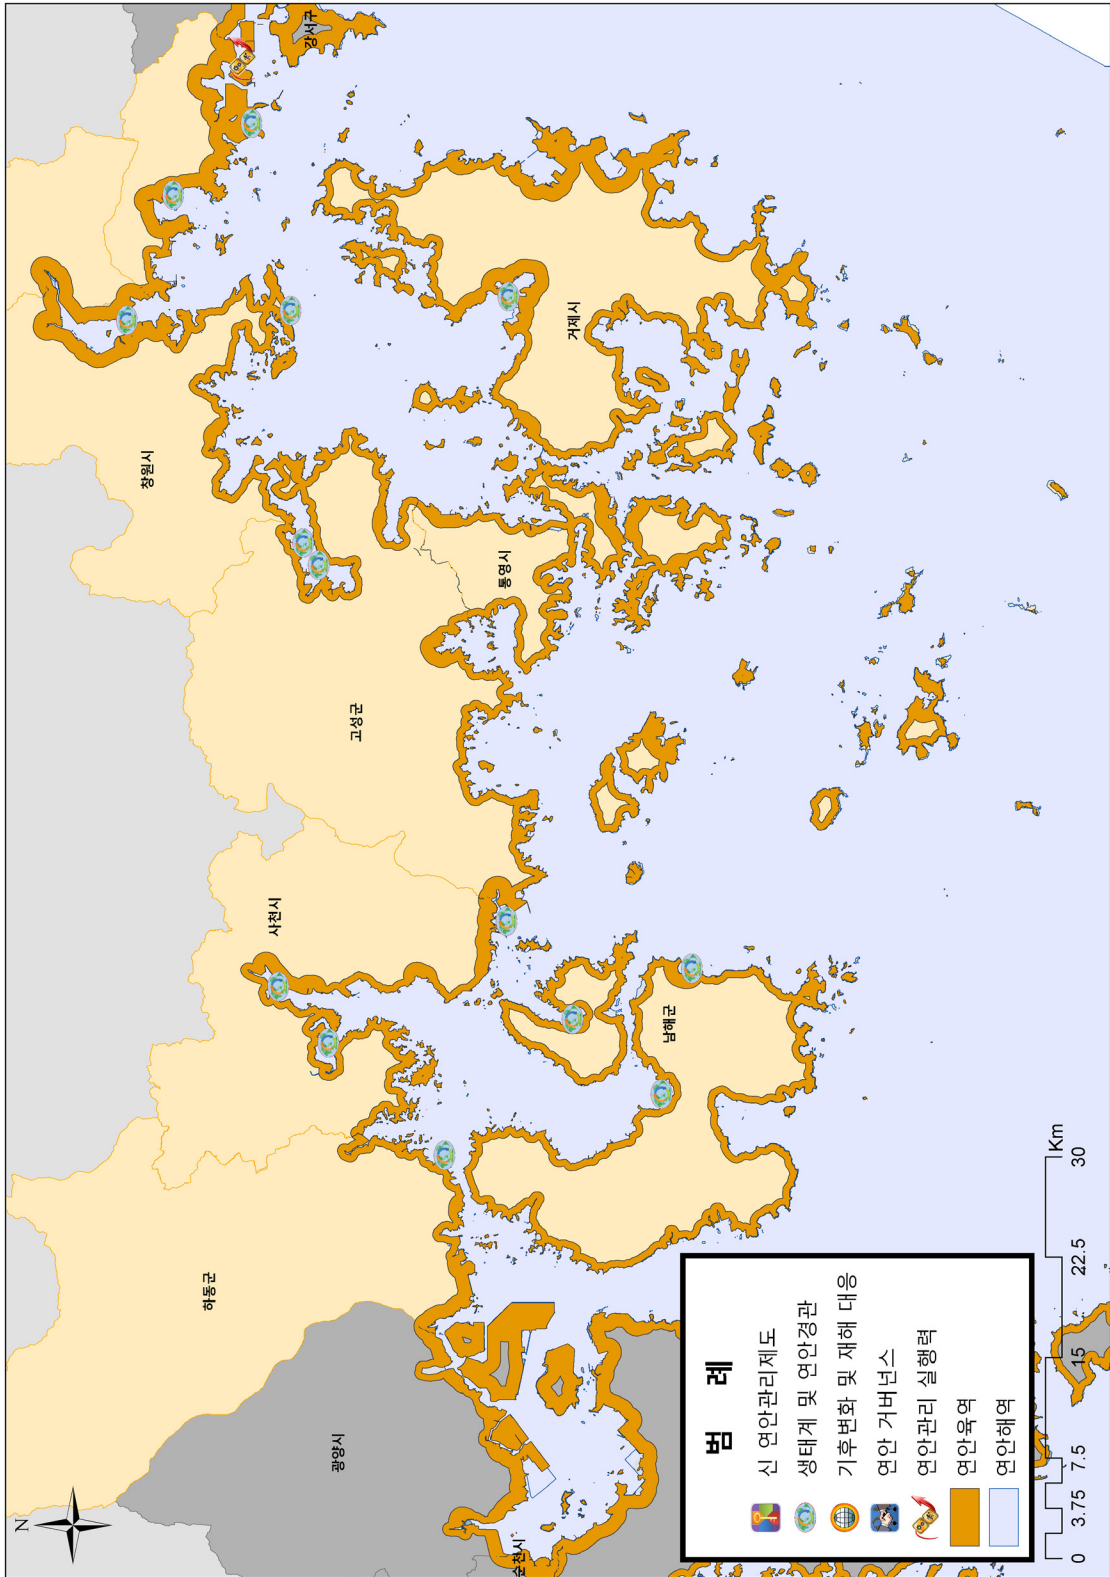 강서구
창원시
거제시
통영시
고성군
사천시
남해군
하동군
광양시
순천시
N
범 례
신 연안관리제도
생태계 및 연안경관
기후변화 및 재해 대응
연안 거버넌스
연안관리 실행력
연안육역
연안해역
0 3.75 7.5 15 22.5 30
Km